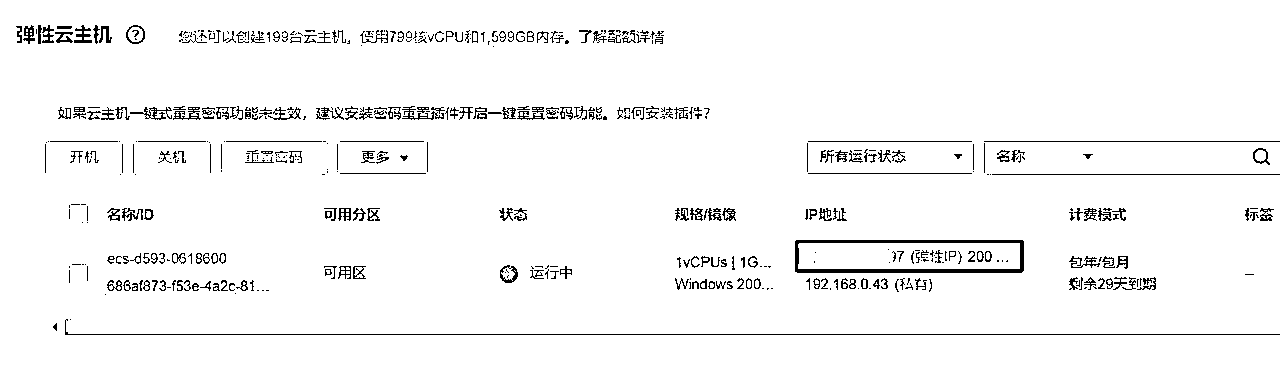 弹性云主机 ? 您还可以创建199台云主机，使用799核vCPU和1,599GB内存。了解配额详情
如果云主机一键式重置密码功能未生效，建议安装密码重置插件开启一键重置密码功能。如何安装插件？
开机 关机 重置密码 更多 所有运行状态 名称
名称/ID 可用分区 状态 规格/镜像 IP地址 计费模式 标签
ecs-d593-0618600 可用区 运行中 1vCPUs | 1G... 97 (弹性IP) 200 ... 包年/包月 --
686af873-f53e-4a2c-81... Windows 200... 192.168.0.43 (私有) 剩余29天到期